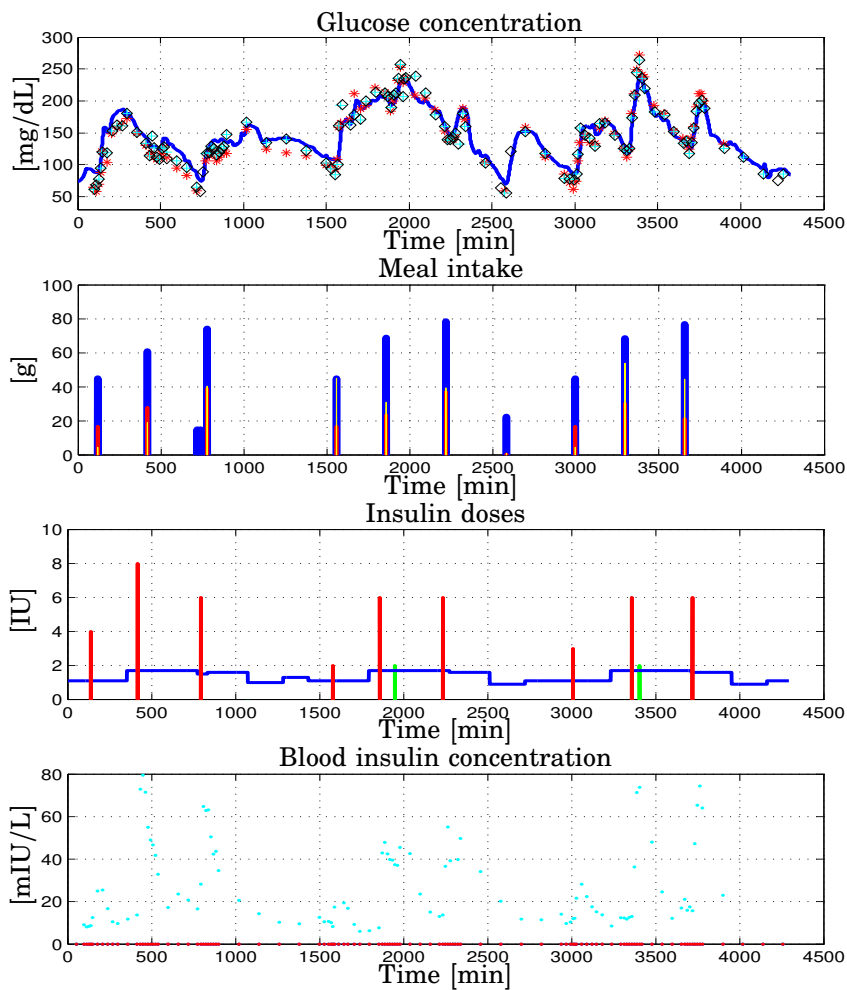 Glucose concentration
300
250
200
150
100
50
[mg/dL]
0 500 1000 1500 2000 2500 3000 3500 4000 4500
Time [min]
Meal intake
100
80
60
40
20
0
[g]
0 500 1000 1500 2000 2500 3000 3500 4000 4500
Time [min]
Insulin doses
10
8
6
4
2
0
[IU]
0 500 1000 1500 2000 2500 3000 3500 4000 4500
Time [min]
Blood insulin concentration
80
60
40
20
0
[mIU/L]
0 500 1000 1500 2000 2500 3000 3500 4000 4500
Time [min]